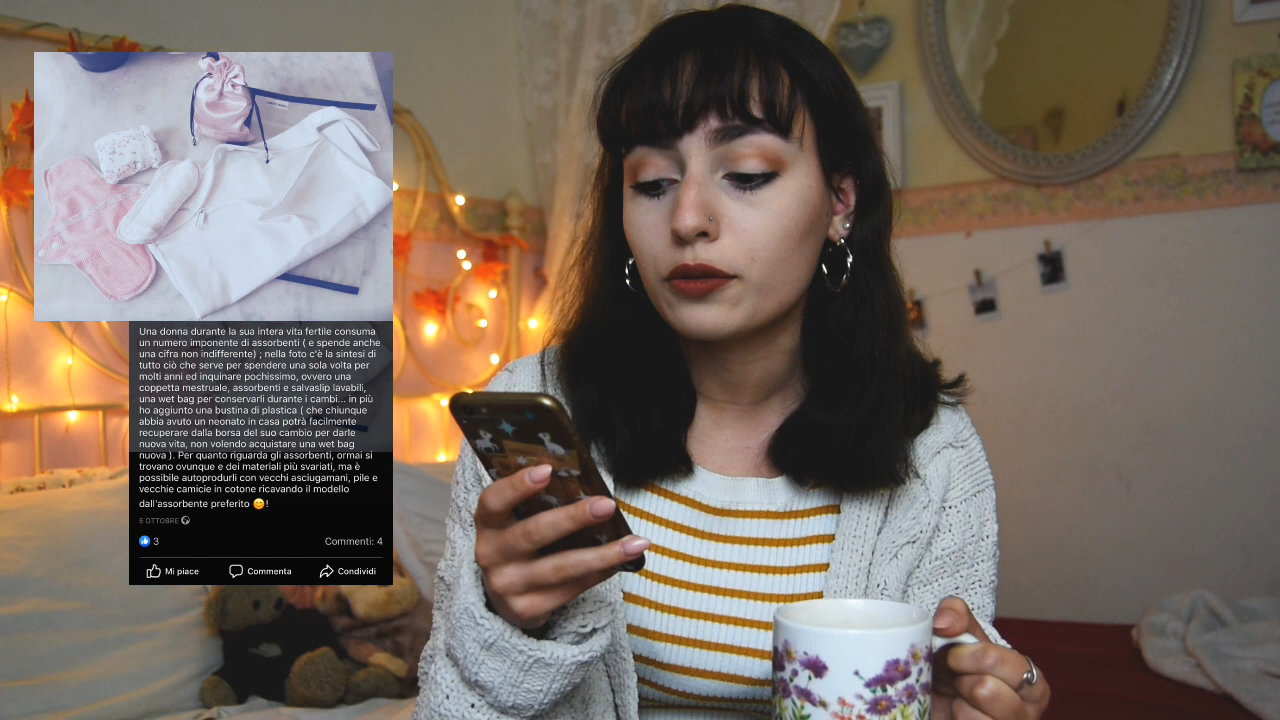 Una donna durante la sua intera vita fertile consuma
un numero imponente di assorbenti ( e spende anche
una cifra non indifferente) ; nella foto c'è la sintesi di
tutto ciò che serve per spendere una sola volta per
molti anni ed inquinare pochissimo, ovvero una
coppetta mestruale, assorbenti e salvaslip lavabili,
una wet bag per conservarli durante i cambi... in più
ho aggiunto una bustina di plastica ( che chiunque
abbia avuto un neonato in casa potrà facilmente
recuperare dalla borsa del suo cambio per darle
nuova vita, non volendo acquistare una wet bag
nuova ). Per quanto riguarda gli assorbenti, ormai si
trovano ovunque e dei materiali più svariati, ma è
possibile autoprodurli con vecchi asciugamani, pile e
vecchie camicie in cotone ricavando il modello
dall'assorbente preferito 😊!
5 OTTOBRE
3 Commenti: 4
Mi piace Commenta Condividi